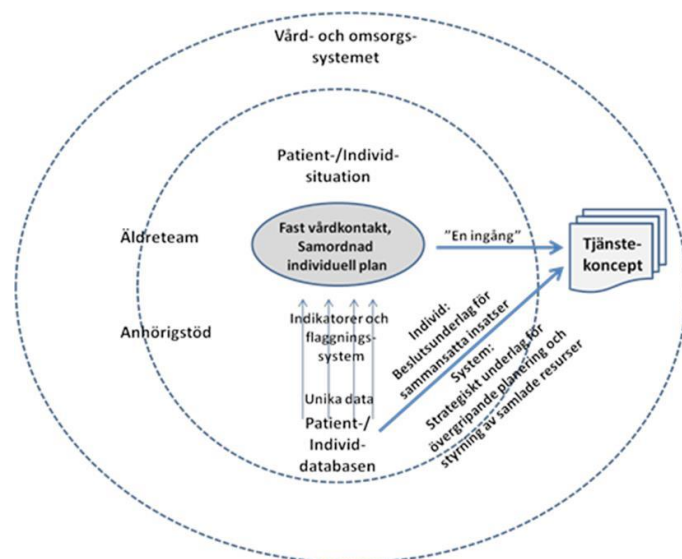 Vård- och omsorgs-
systemet
Patient-/Individ-
situation
Fast vårdkontakt,
Samordnad
individuell plan
"En ingång"
Tjänste-
koncept
Äldreteam
Anhörigstöd
Indikatorer och
flaggnings-
system
Unika data
Patient-/
Individ-
databasen
Individ:
Beslutsunderlag för
sammansatta insatser
System:
Strategiskt underlag för
övergripande planering och
styrning av samlade resurser